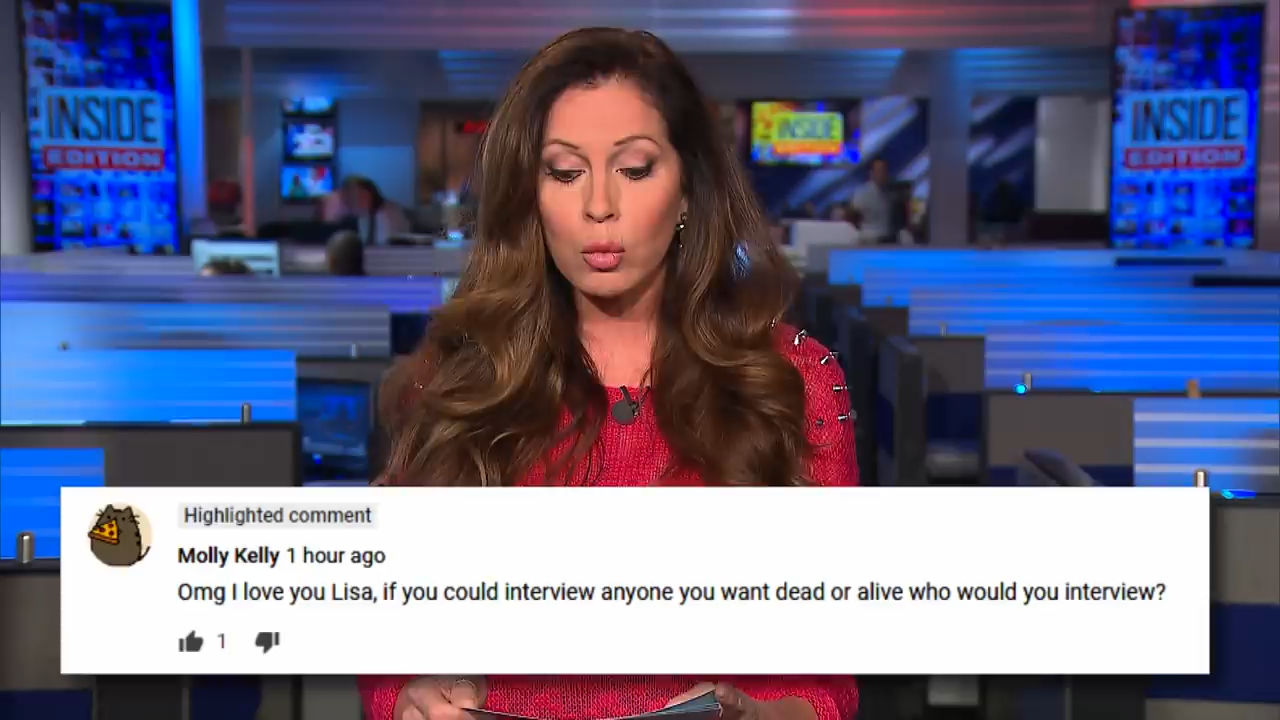 INSIDE
EDITION
INSIDE
INSIDE
EDITION
Highlighted comment
Molly Kelly 1 hour ago
Omg I love you Lisa, if you could interview anyone you want dead or alive who would you interview?
1